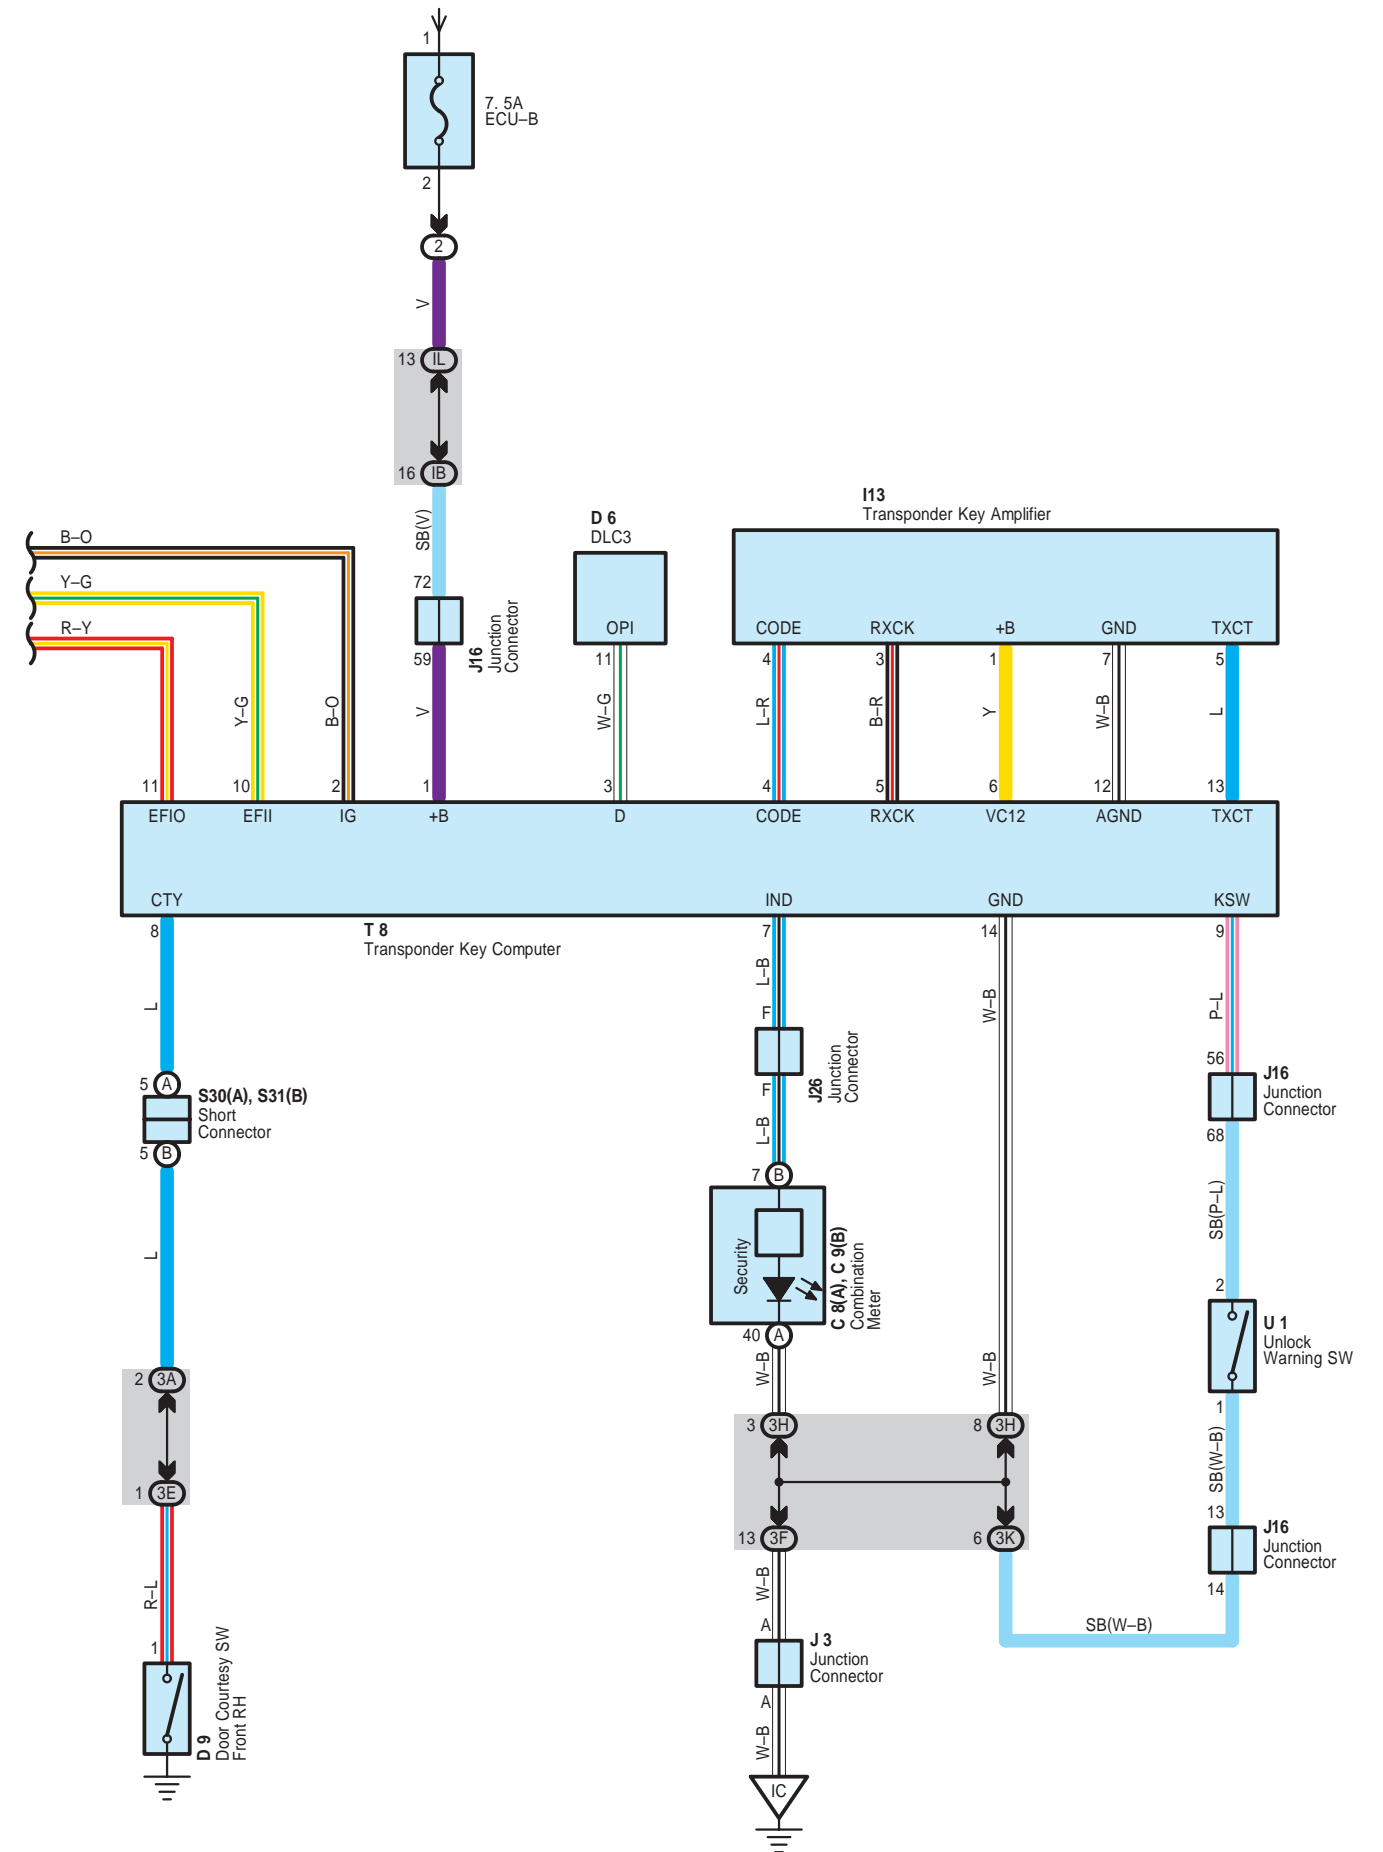 1
7. 5A
ECU–B
2
2
V
13 IL
16 IB
SB(V)
72
J16
Junction
Connector
59
V
B–O
Y–G
R–Y
Y–G
B–O
D 6
DLC3
OPI
11
W–G
I13
Transponder Key Amplifier
CODE RXCK +B GND TXCT
4 3 1 7 5
L–R B–R Y W–B L
11 10 2 1 3 4 5 6 12 13
EFIO EFII IG +B D CODE RXCK VC12 AGND TXCT
CTY IND GND KSW
8 7 14 9
T 8
Transponder Key Computer
L
5 A
S30(A), S31(B)
Short
Connector
5 B
L
2 3A
1 3E
R–L
1
D 9
Door Courtesy SW
Front RH
L–B
F
J26
Junction
Connector
F
L–B
7 B
Security
C 8(A), C 9(B)
Combination
Meter
40 A
W–B
W–B
W–B
3 3H
8 3H
13 3F
6 3K
W–B
A
J 3
Junction
Connector
A
W–B
IC
P–L
56
J16
Junction
Connector
68
SB(P–L)
2
U 1
Unlock
Warning SW
1
SB(W–B)
13
J16
Junction
Connector
14
SB(W–B)